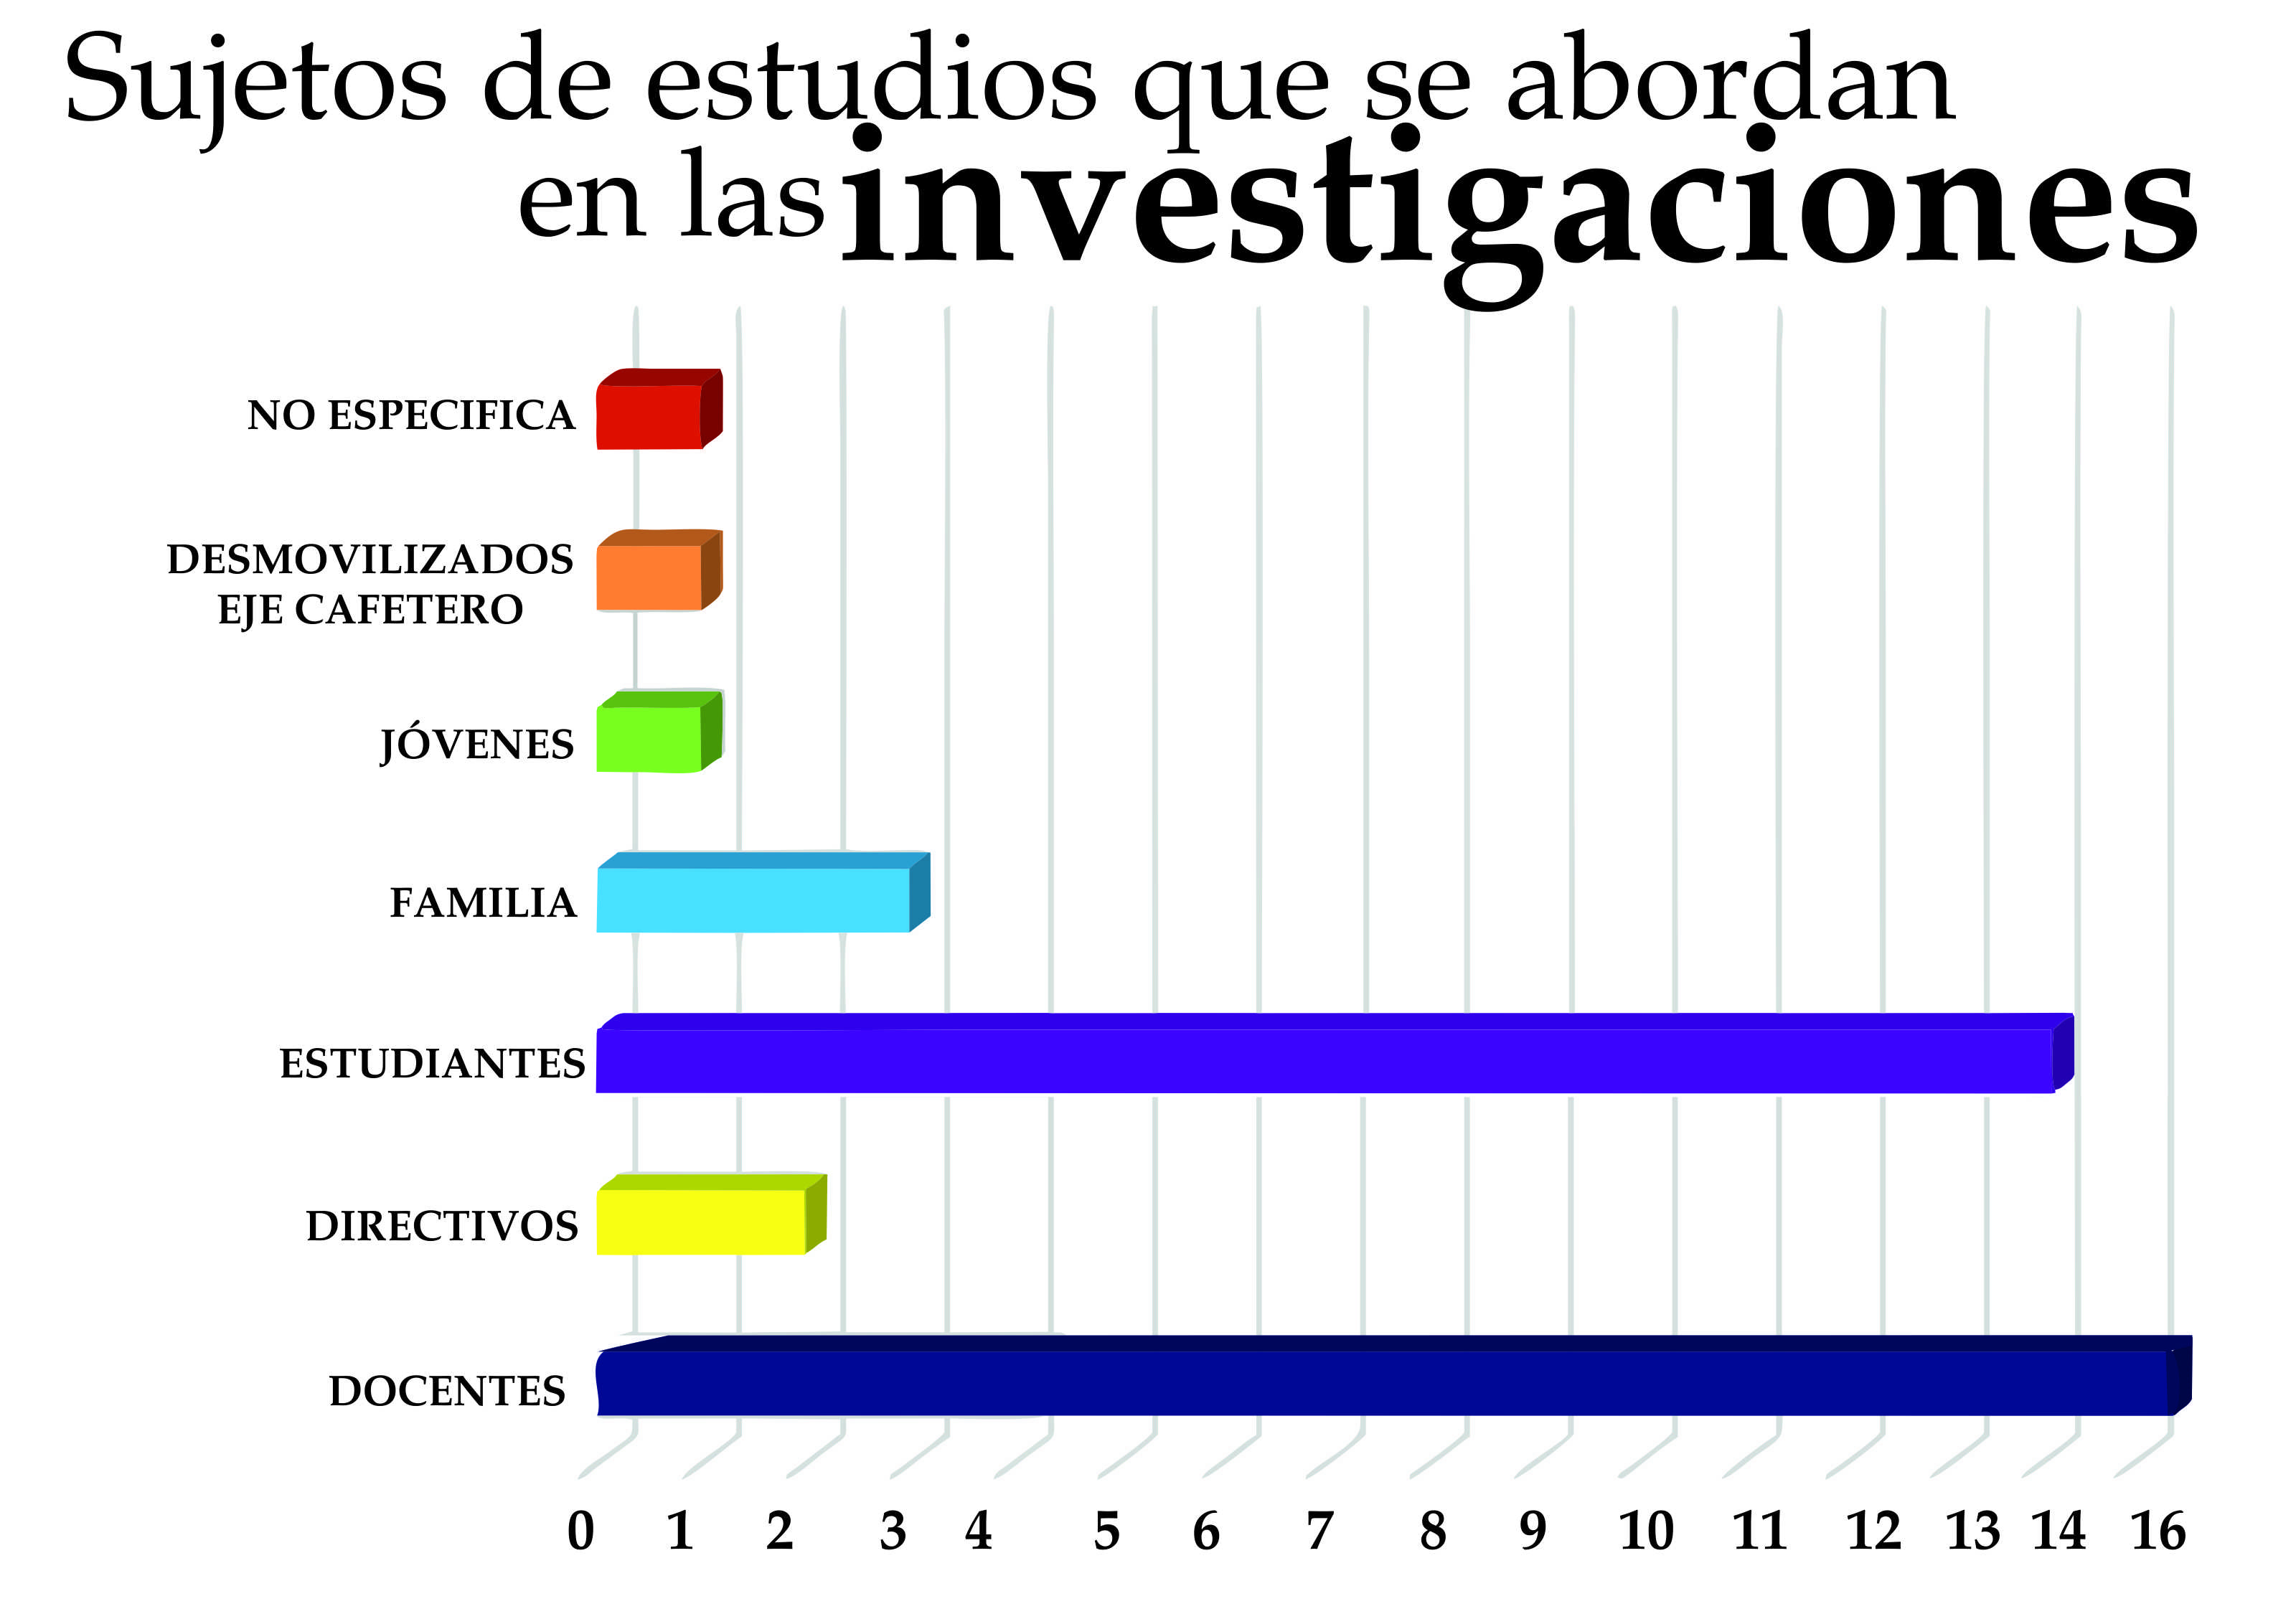 Sujetos de estudios que se abordan
en las investigaciones
NO ESPECIFICA
DESMOVILIZADOS
EJE CAFETERO
JÓVENES
FAMILIA
ESTUDIANTES
DIRECTIVOS
DOCENTES
0 1 2 3 4 5 6 7 8 9 10 11 12 13 14 16